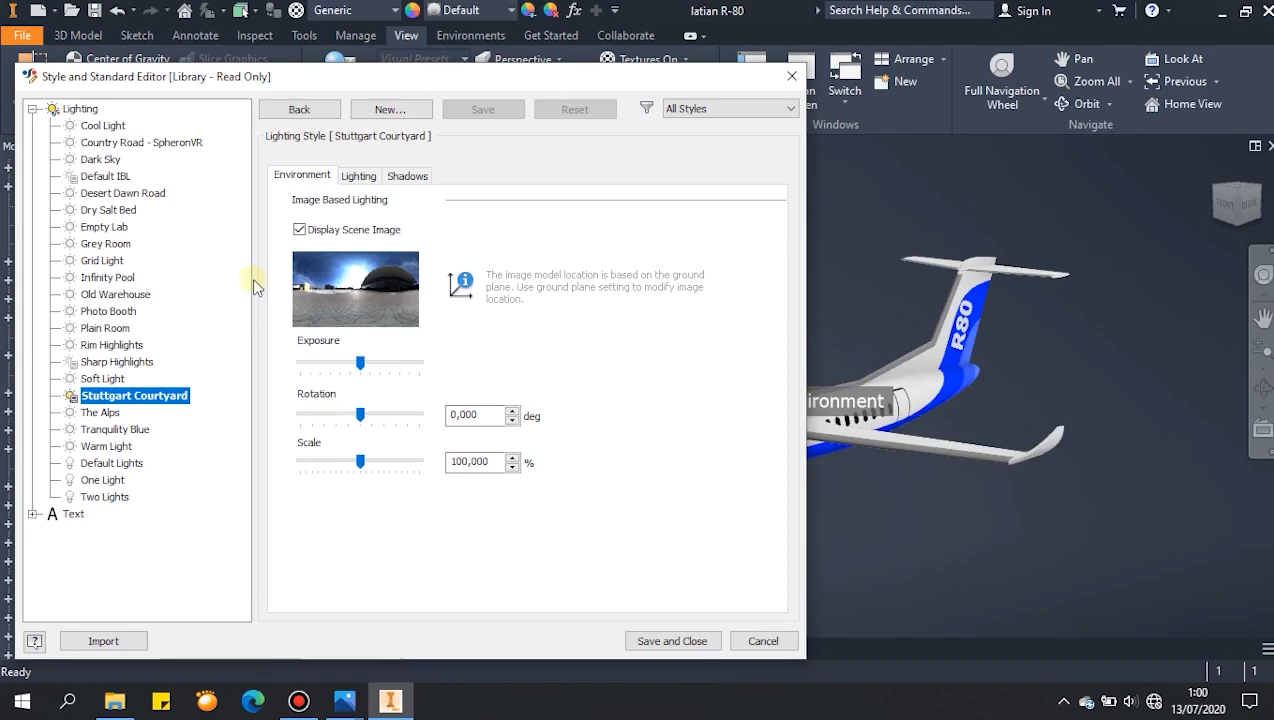 Generic
Default
latian R-80
Search Help & Commands...
Sign In
File
3D Model
Sketch
Annotate
Inspect
Tools
Manage
View
Environments
Get Started
Collaborate
Center of Gravity
Slice Graphics
Visual Presets
Perspective
Textures On
Switch
Arrange
New
Windows
Full Navigation
Wheel
Pan
Zoom All
Orbit
Look At
Previous
Home View
Navigate
Style and Standard Editor [Library - Read Only]
Lighting
Cool Light
Country Road - SpheronVR
Dark Sky
Default IBL
Desert Dawn Road
Dry Salt Bed
Empty Lab
Grey Room
Grid Light
Infinity Pool
Old Warehouse
Photo Booth
Plain Room
Rim Highlights
Sharp Highlights
Soft Light
Stuttgart Courtyard
The Alps
Tranquility Blue
Warm Light
Default Lights
One Light
Two Lights
A Text
Back
New...
Save
Reset
All Styles
Lighting Style [ Stuttgart Courtyard ]
Environment
Lighting
Shadows
Image Based Lighting
Display Scene Image
The image model location is based on the ground
plane. Use ground plane setting to modify image
location.
Exposure
Rotation
0,000 deg
Scale
100,000 %
Import
Save and Close
Cancel
FRONT
RIGHT
R80
ironment
Ready
1
1
1:00
13/07/2020